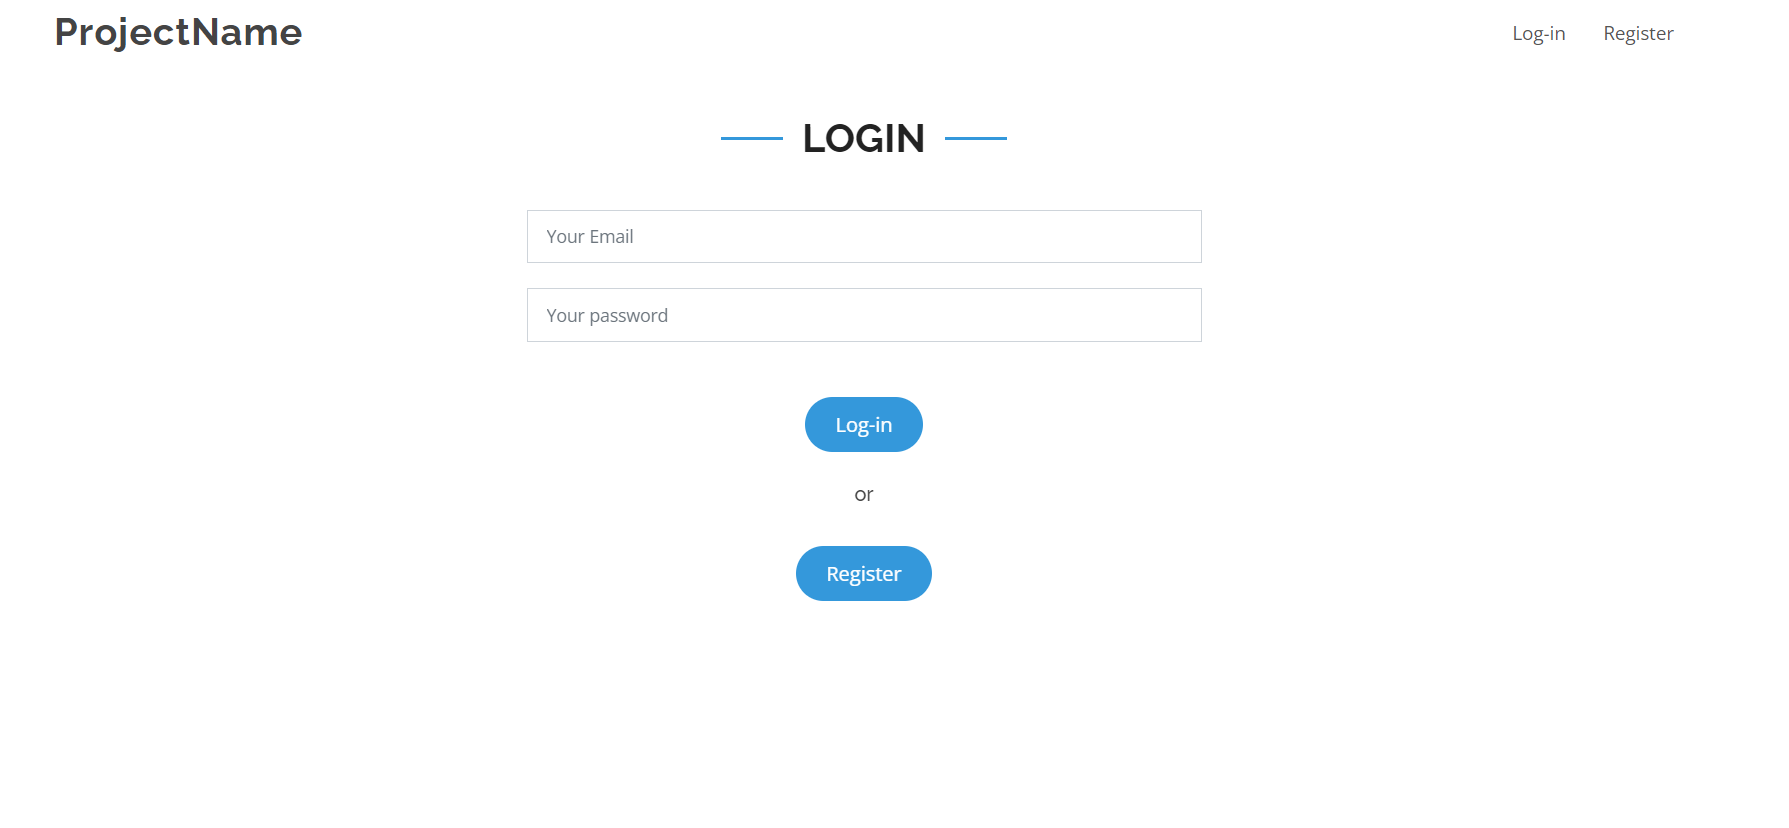 ProjectName
Log-in Register
LOGIN
Your Email
Your password
Log-in
or
Register